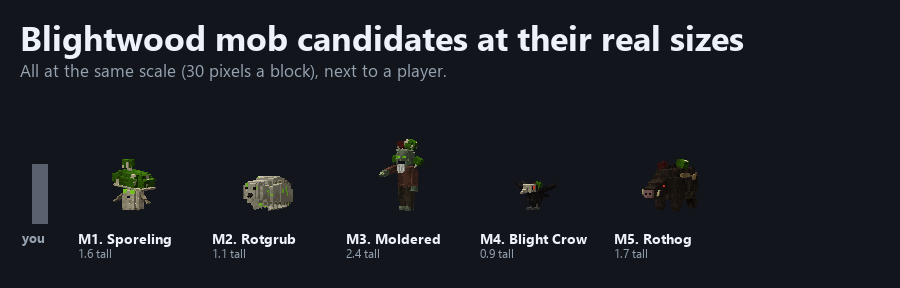 Blightwood mob candidates at their real sizes
All at the same scale (30 pixels a block), next to a player.
you
M1. Sporeling
1.6 tall
M2. Rotgrub
1.1 tall
M3. Moldered
2.4 tall
M4. Blight Crow
0.9 tall
M5. Rothog
1.7 tall